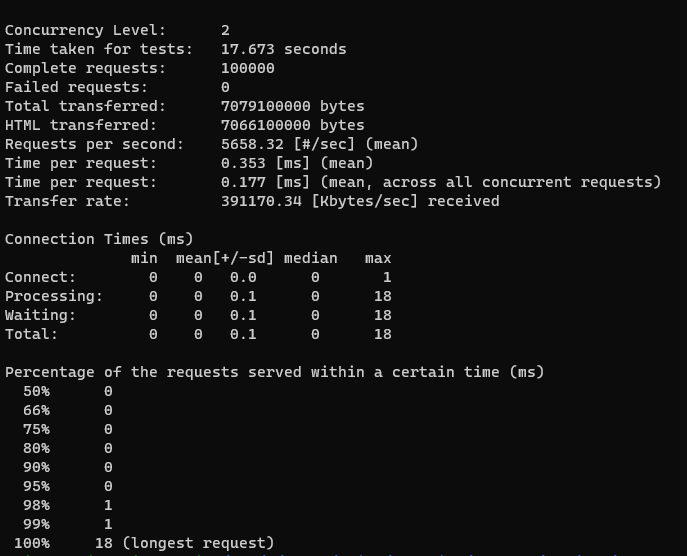 Concurrency Level:      2
Time taken for tests:   17.673 seconds
Complete requests:      100000
Failed requests:        0
Total transferred:      7079100000 bytes
HTML transferred:       7066100000 bytes
Requests per second:    5658.32 [#/sec] (mean)
Time per request:       0.353 [ms] (mean)
Time per request:       0.177 [ms] (mean, across all concurrent requests)
Transfer rate:          391170.34 [Kbytes/sec] received

Connection Times (ms)
              min  mean[+/-sd] median   max
Connect:        0    0   0.0      0       1
Processing:     0    0   0.1      0      18
Waiting:        0    0   0.1      0      18
Total:          0    0   0.1      0      18

Percentage of the requests served within a certain time (ms)
  50%      0
  66%      0
  75%      0
  80%      0
  90%      0
  95%      0
  98%      1
  99%      1
 100%     18 (longest request)